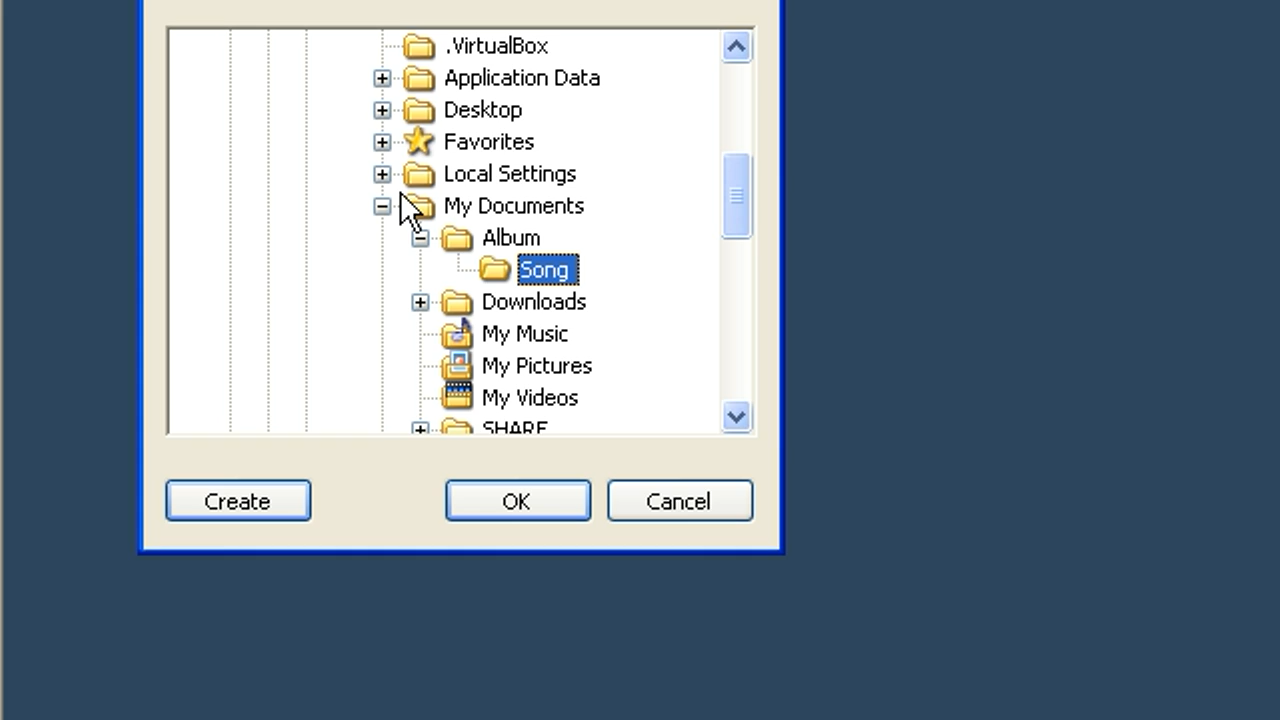 .VirtualBox
Application Data
Desktop
Favorites
Local Settings
My Documents
Album
Song
Downloads
My Music
My Pictures
My Videos
SHARE
Create
OK
Cancel